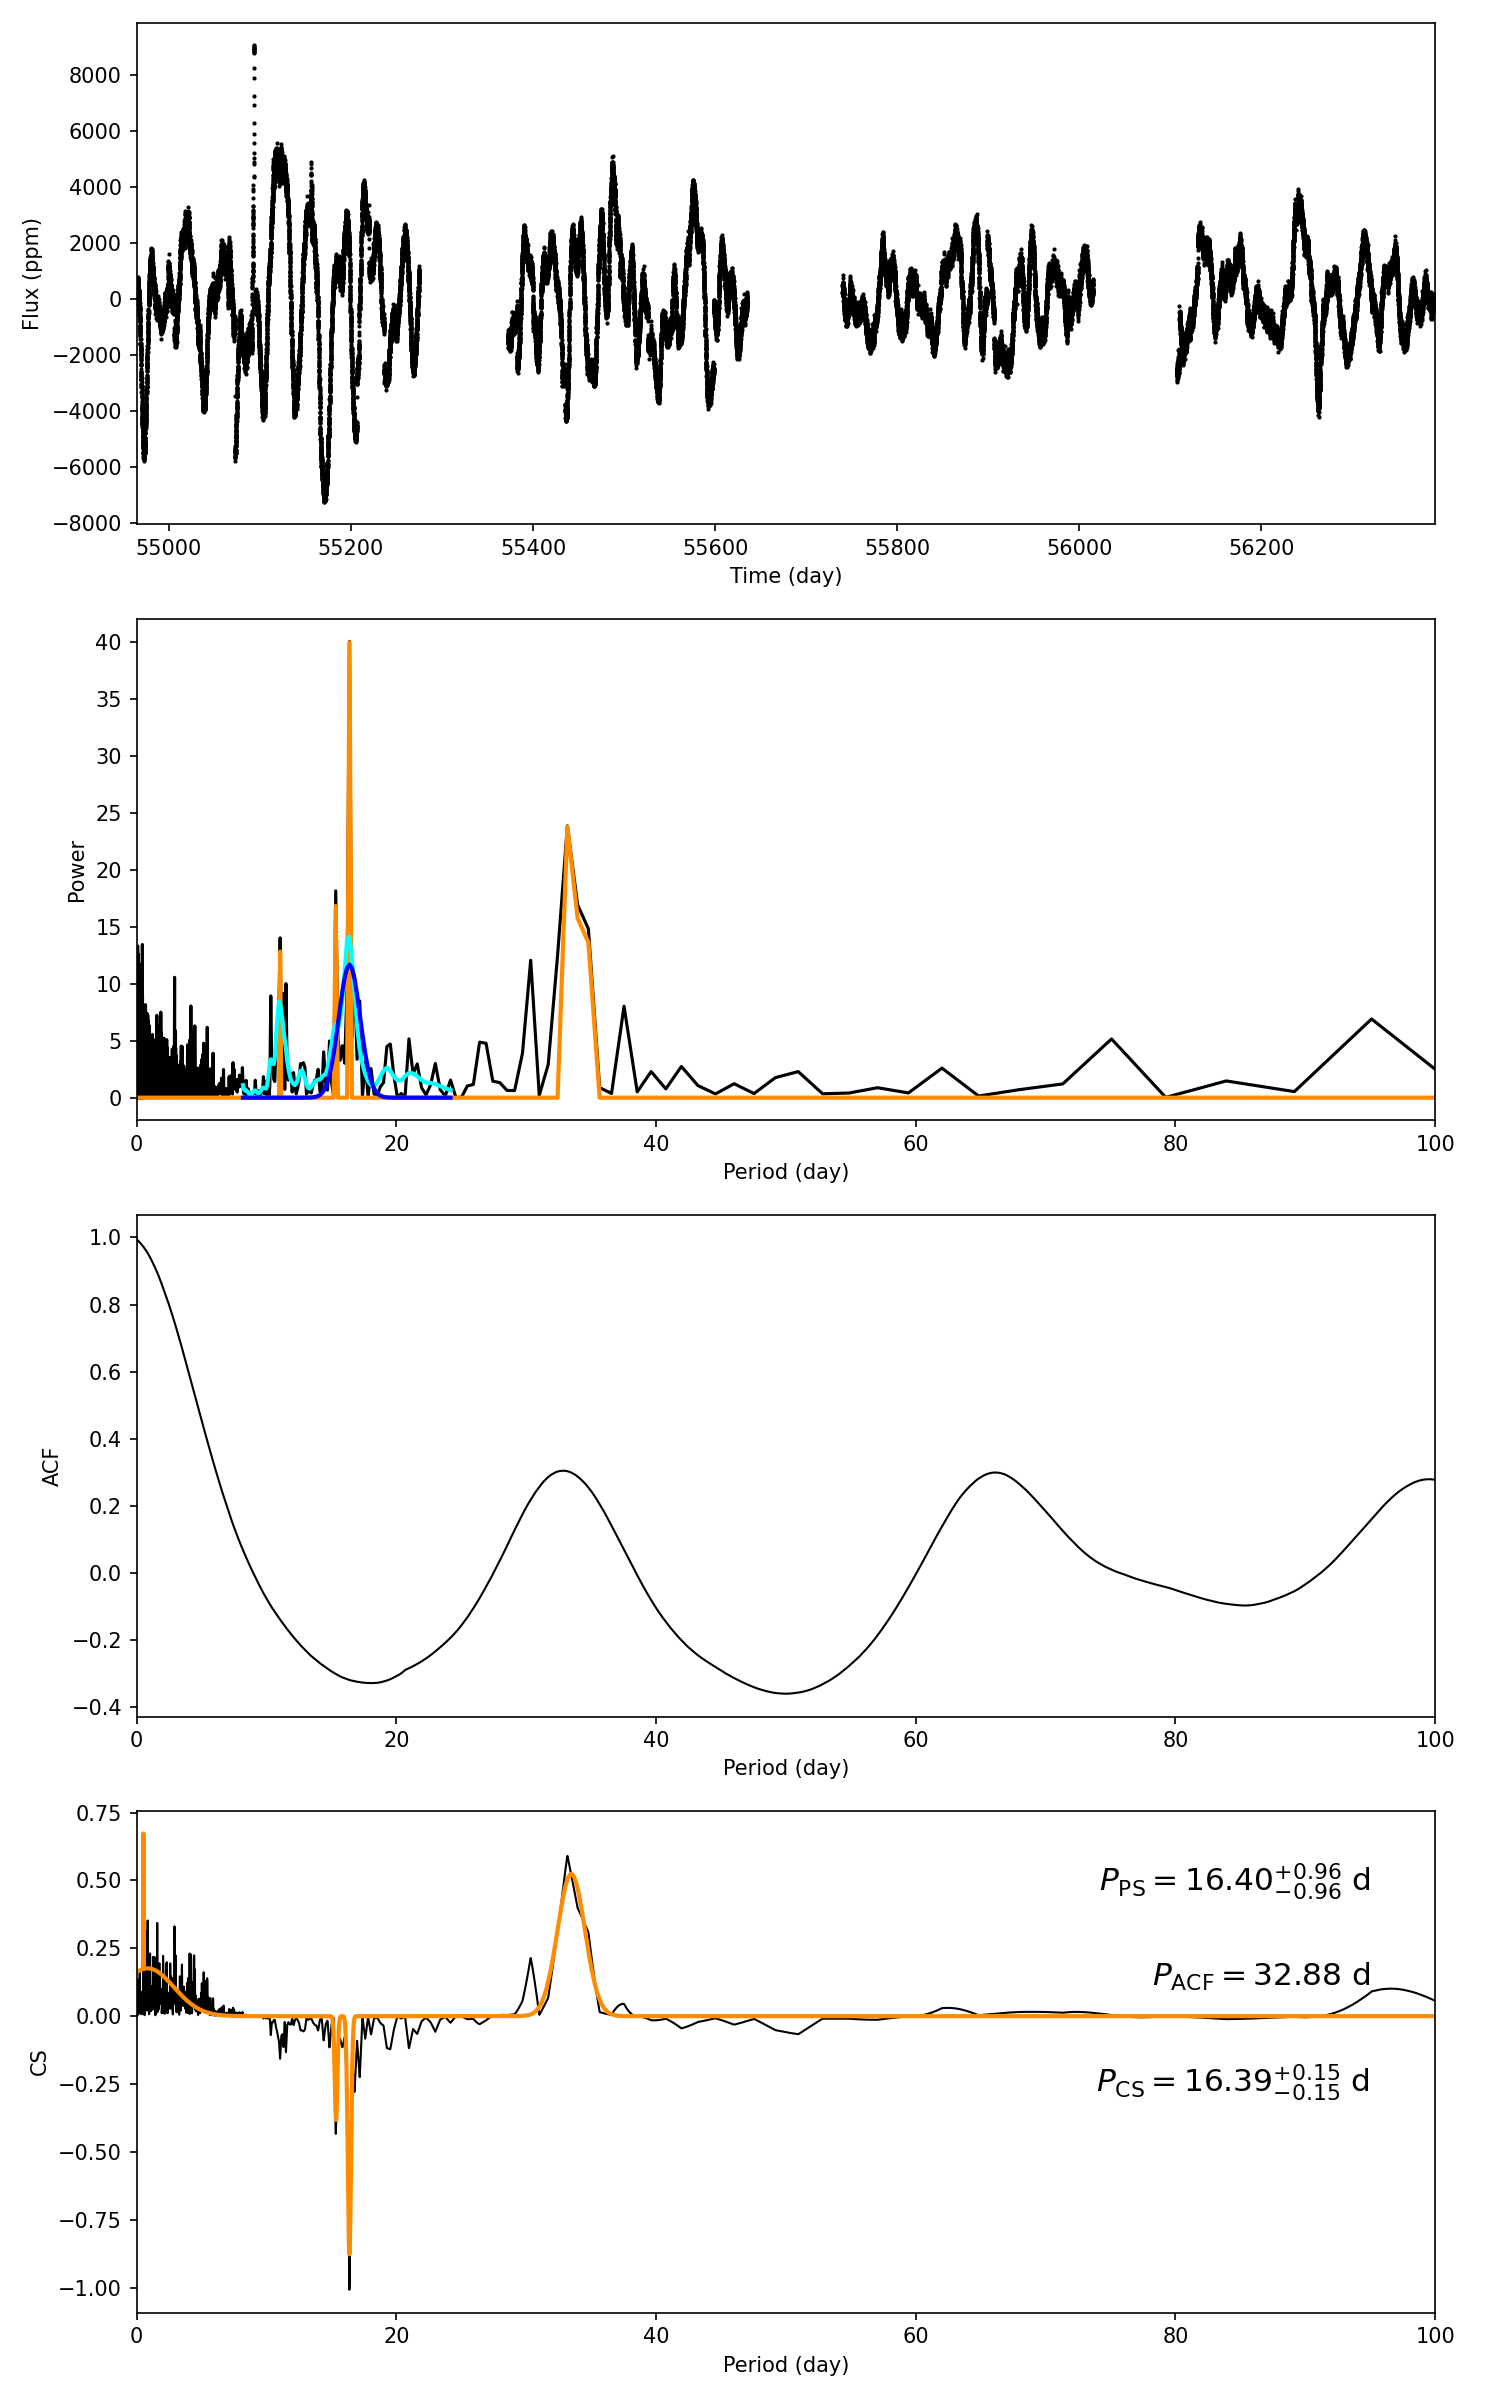 8000
6000
4000
2000
0
−2000
−4000
−6000
−8000
Flux (ppm)
55000 55200 55400 55600 55800 56000 56200
Time (day)
40
35
30
25
20
15
10
5
0
Power
0 20 40 60 80 100
Period (day)
1.0
0.8
0.6
0.4
0.2
0.0
−0.2
−0.4
ACF
0 20 40 60 80 100
Period (day)
0.75
0.50
0.25
0.00
−0.25
−0.50
−0.75
−1.00
CS
P_PS = 16.40 +0.96 −0.96 d
P_ACF = 32.88 d
P_CS = 16.39 +0.15 −0.15 d
0 20 40 60 80 100
Period (day)